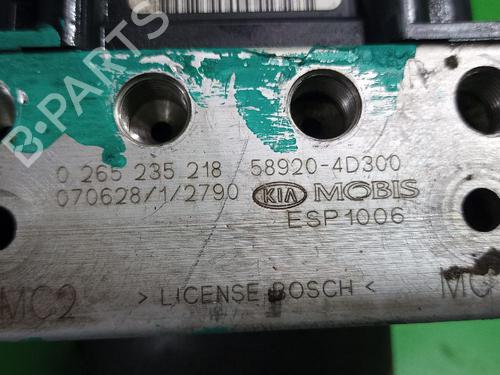 B-PARTS
0 265 235 218 58920-4D300
070628/1/2790 KIA MOBIS
ESP1006
MC2 > LICENSE BOSCH < MC